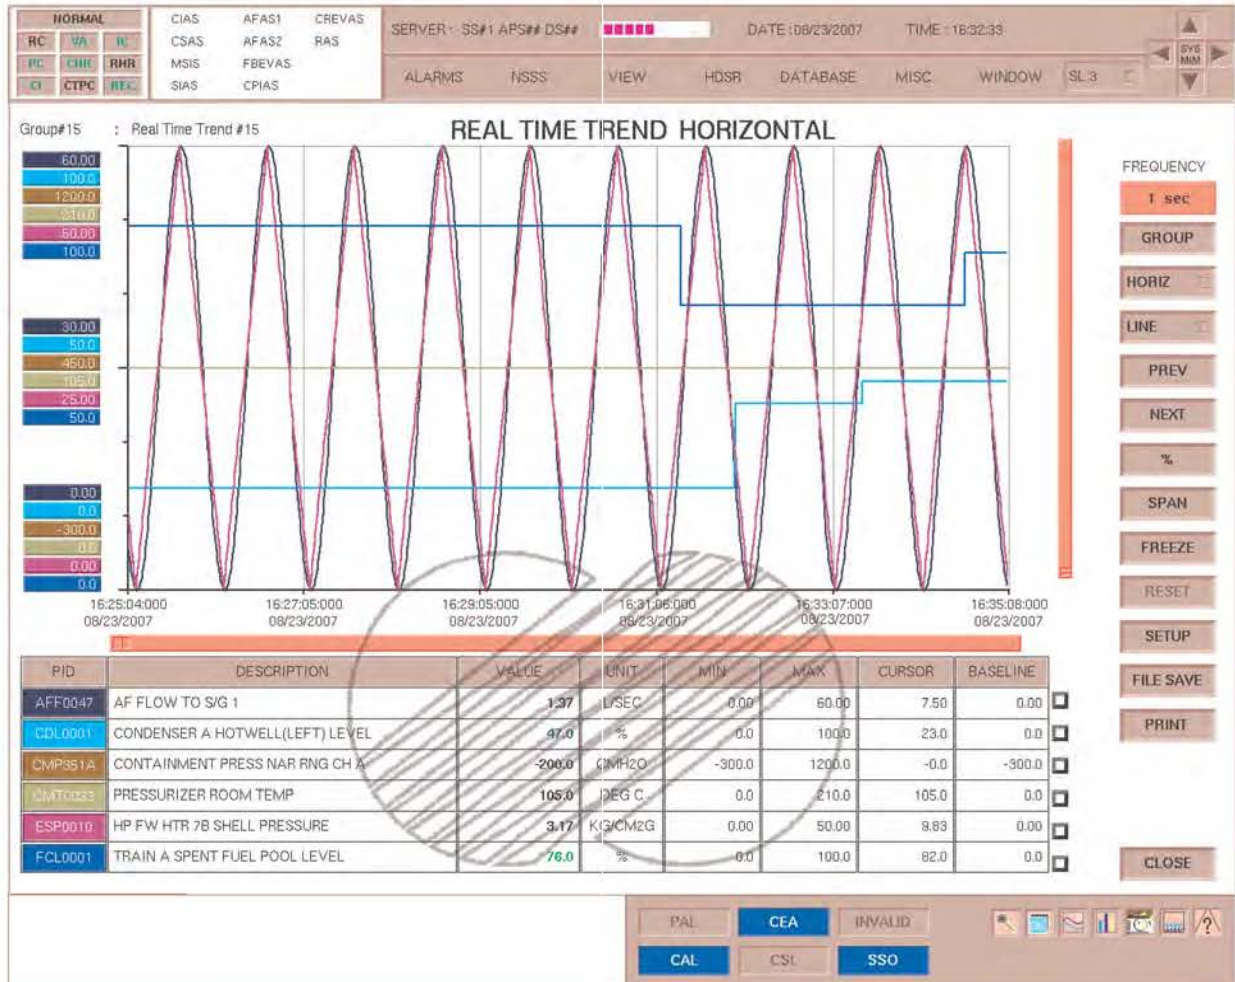 NORMAL
RC VA IC
PC CHR RHR
CI CTPC REC
CIAS AFAS1 CREVAS
CSAS AFAS2 RAS
MSIS FBEVAS
SIAS CPIAS
SERVER : SS#1 APS## DS## DATE : 08/23/2007 TIME : 16:32:33
SYS MIM
ALARMS NSSS VIEW HDSR DATABASE MISC WINDOW SL 3
Group#15 : Real Time Trend #15
REAL TIME TREND HORIZONTAL
60.00
100.0
1200.0
210.0
50.00
100.0
30.00
50.0
450.0
105.0
25.00
50.0
0.00
0.0
-300.0
0.0
0.00
0.0
16:25:04:000 16:27:05:000 16:29:05:000 16:31:06:000 16:33:07:000 16:35:08:000
08/23/2007 08/23/2007 08/23/2007 08/23/2007 08/23/2007 08/23/2007
FREQUENCY
1 sec
GROUP
HORIZ
LINE
PREV
NEXT
%
SPAN
FREEZE
RESET
SETUP
FILE SAVE
PRINT
CLOSE
PID DESCRIPTION VALUE UNIT MIN MAX CURSOR BASELINE
AFF0047 AF FLOW TO S/G 1 1.37 L/SEC 0.00 60.00 7.50 0.00
CDL0001 CONDENSER A HOTWELL(LEFT) LEVEL 47.0 % 0.0 100.0 23.0 0.0
CMP351A CONTAINMENT PRESS NAR RNG CH A -200.0 CMH2O -300.0 1200.0 -0.0 -300.0
CMT0033 PRESSURIZER ROOM TEMP 105.0 DEG C 0.0 210.0 105.0 0.0
ESP0010 HP FW HTR 7B SHELL PRESSURE 3.17 KG/CM2G 0.00 50.00 9.83 0.00
FCL0001 TRAIN A SPENT FUEL POOL LEVEL 76.0 % 0.0 100.0 82.0 0.0
PAL CEA INVALID
CAL CSL SSO